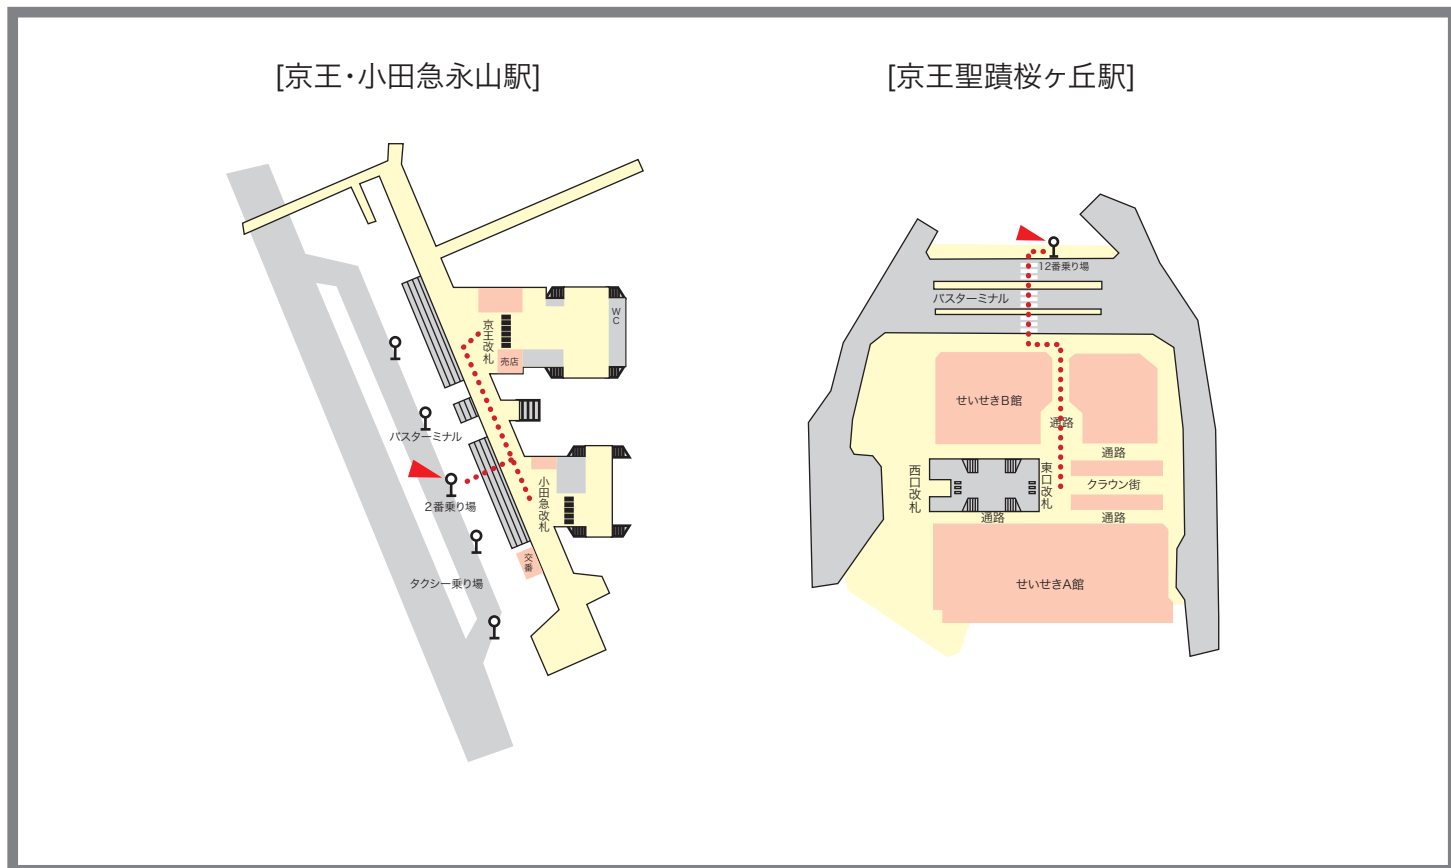 [京王・小田急永山駅]
[京王聖蹟桜ヶ丘駅]
WC
京王改札
売店
バスターミナル
2番乗り場
小田急改札
交番
タクシー乗り場
12番乗り場
バスターミナル
せいせきB館
通路
通路
西口改札
東口改札
クラウン街
通路
通路
せいせきA館